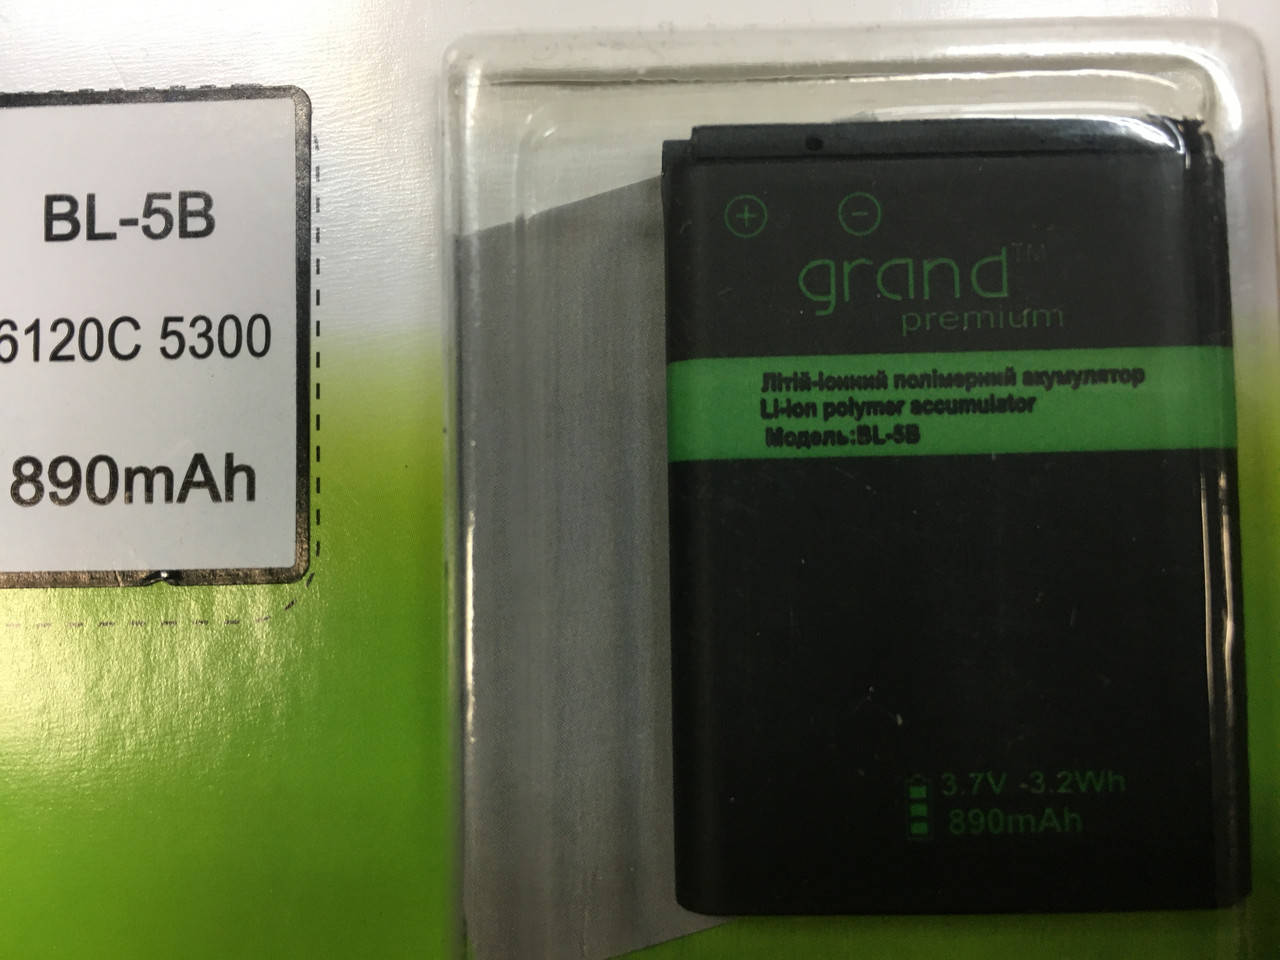 BL-5B
6120C 5300
890mAh
+ -
grand™
premium
Літій-іонний полімерний акумулятор
Li-ion polymer accumulator
Модель:BL-5B
3.7V -3.2Wh
890mAh